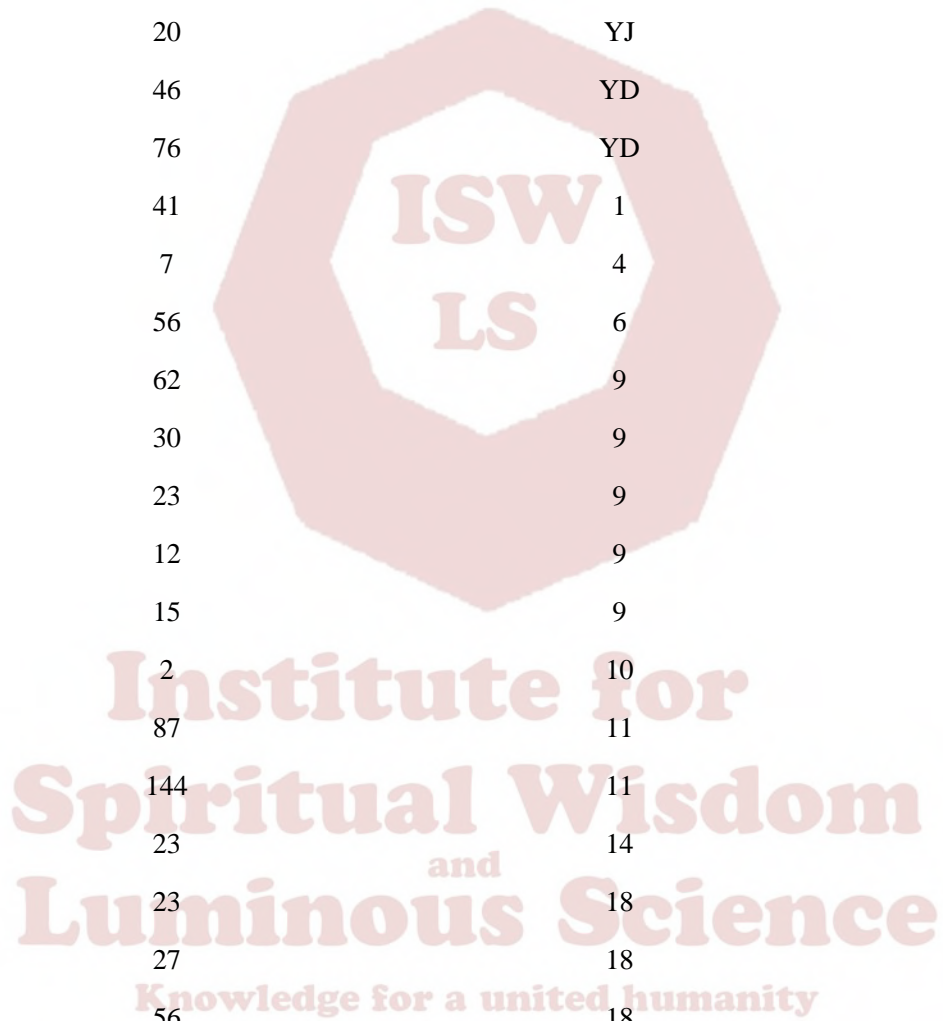 20 YJ
46 YD
76 YD
41 1
7 4
56 6
62 9
30 9
23 9
12 9
15 9
2 10
87 11
144 11
23 14
23 18
27 18
56 18
ISW
LS
Institute for
Spiritual Wisdom
and
Luminous Science
Knowledge for a united humanity